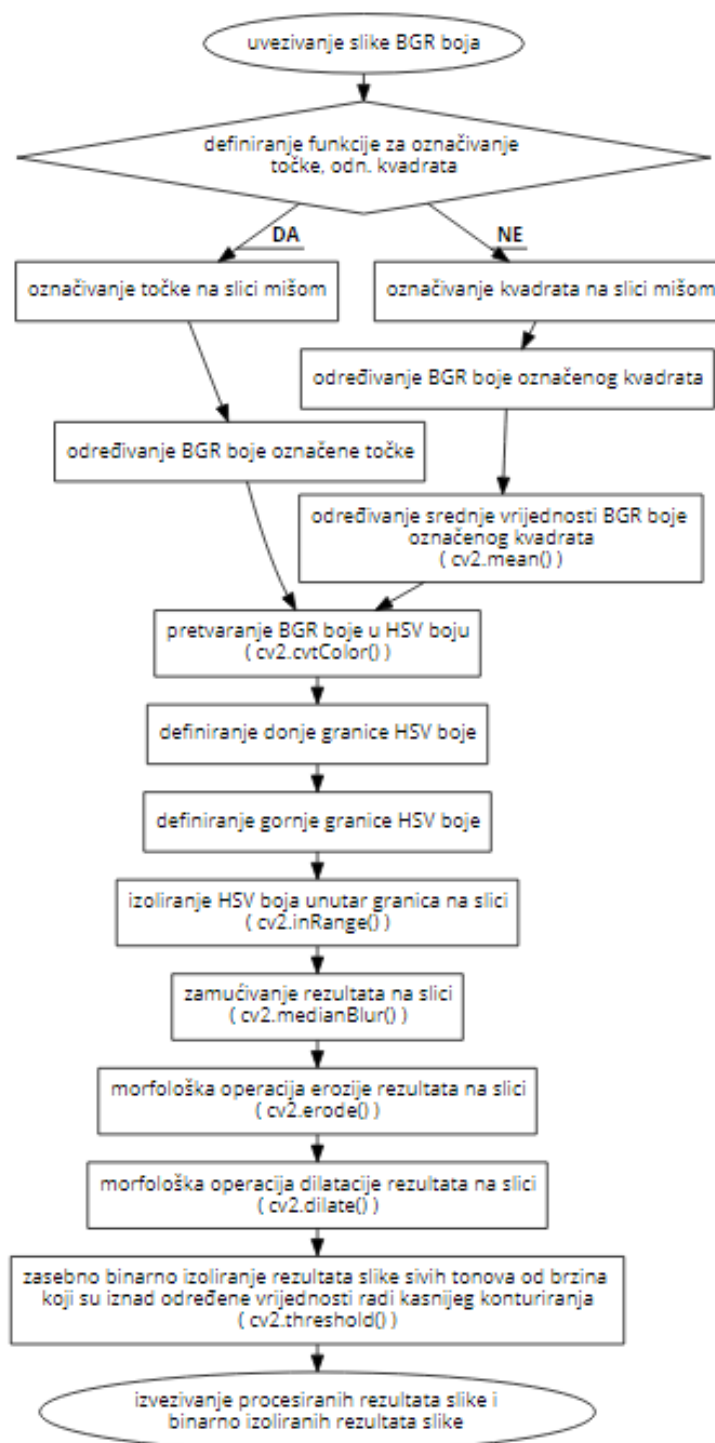 uvezivanje slike BGR boja
definiranje funkcije za označivanje
točke, odn. kvadrata
DA
NE
označivanje točke na slici mišom
označivanje kvadrata na slici mišom
određivanje BGR boje označenog kvadrata
određivanje BGR boje označene točke
određivanje srednje vrijednosti BGR boje
označenog kvadrata
( cv2.mean() )
pretvaranje BGR boje u HSV boju
( cv2.cvtColor() )
definiranje donje granice HSV boje
definiranje gornje granice HSV boje
izoliranje HSV boja unutar granica na slici
( cv2.inRange() )
zamućivanje rezultata na slici
( cv2.medianBlur() )
morfološka operacija erozije rezultata na slici
( cv2.erode() )
morfološka operacija dilatacije rezultata na slici
( cv2.dilate() )
zasebno binarno izoliranje rezultata slike sivih tonova od brzina
koji su iznad određene vrijednosti radi kasnijeg konturiranja
( cv2.threshold() )
izvezivanje procesiranih rezultata slike i
binarno izoliranih rezultata slike